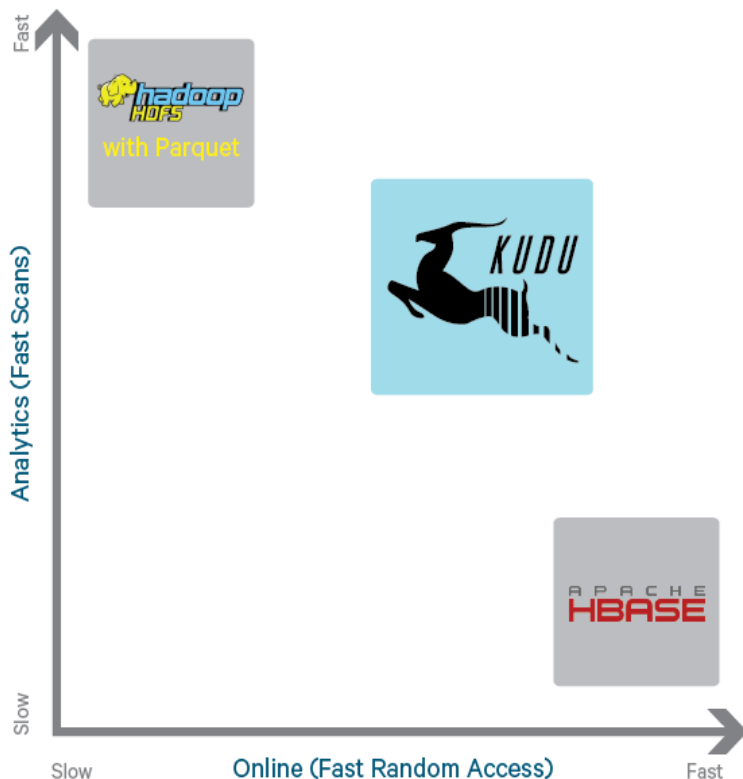 Fast
hadoop
HDFS
with Parquet
KUDU
Analytics (Fast Scans)
APACHE
HBASE
Slow
Slow
Online (Fast Random Access)
Fast